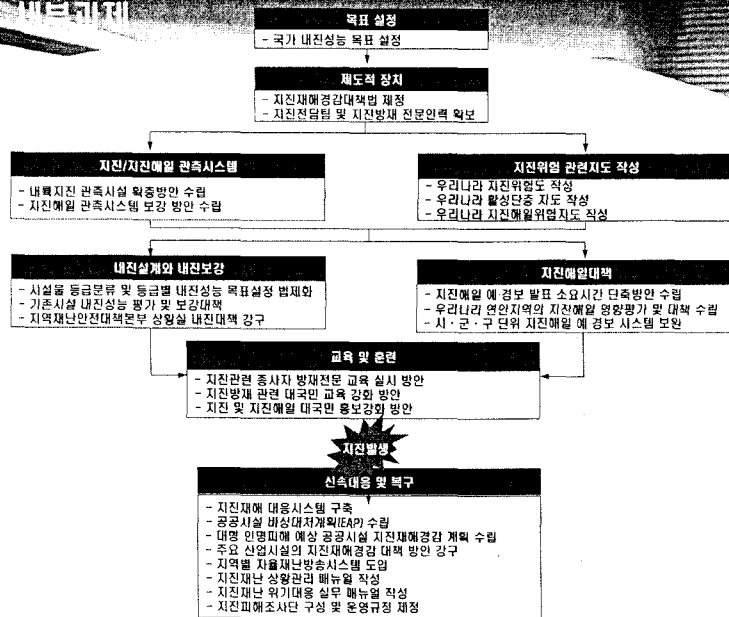 세부과제
목표 설정
- 국가 내진성능 목표 설정
제도적 장치
- 지진재해경감대책법 제정
- 지진전담팀 및 지진방재 전문인력 확보
지진/지진해일 관측시스템
- 내륙지진 관측시설 확충방안 수립
- 지진해일 관측시스템 보강 방안 수립
지진위험 관련지도 작성
- 우리나라 지진위험도 작성
- 우리나라 활성단층 지도 작성
- 우리나라 지진해일위험지도 작성
내진설계와 내진보강
- 시설물 등급분류 및 등급별 내진성능 목표설정 법제화
- 기존시설 내진성능 평가 및 보강대책
- 지역재난안전대책본부 상황실 내진대책 강구
지진해일대책
- 지진해일 예·경보 발표 소요시간 단축방안 수립
- 우리나라 연안지역의 지진해일 영향평가 및 대책 수립
- 시·군·구 단위 지진해일 예·경보 시스템 보완
교육 및 훈련
- 지진관련 종사자 방재전문 교육 실시 방안
- 지진방재 관련 대국민 교육 강화 방안
- 지진 및 지진해일 대국민 홍보강화 방안
지진발생
신속대응 및 복구
- 지진재해 대응시스템 구축
- 공공시설 비상대처계획(EAP) 수립
- 대형 인명피해 예상 공공시설 지진재해경감 계획 수립
- 주요 산업시설의 지진재해경감 대책 방안 강구
- 지역별 자율재난방송시스템 도입
- 지진재난 상황관리 매뉴얼 작성
- 지진재난 위기대응 실무 매뉴얼 작성
- 지진피해조사단 구성 및 운영규정 제정